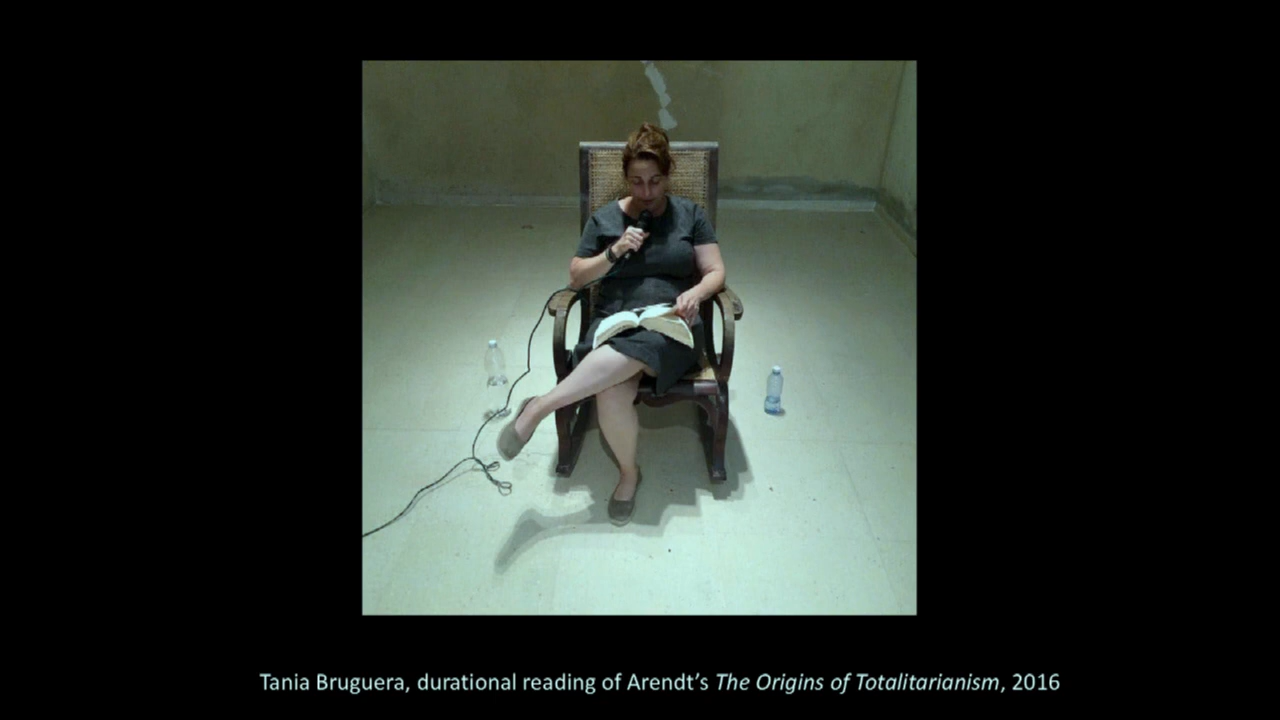 Tania Bruguera, durational reading of Arendt’s The Origins of Totalitarianism, 2016